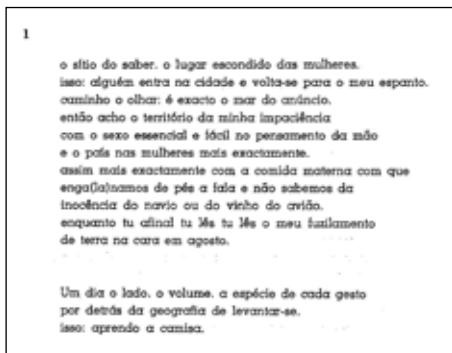 1
o sítio do saber. o lugar escondido das mulheres.
isso: alguém entra na cidade e volta-se para o meu espanto.
caminho o olhar: é exacto o mar do anúncio.
então acho o território da minha impaciência
com o sexo essencial e fácil no pensamento da mão
e o país nas mulheres mais exactamente.
assim mais exactamente com a comida materna com que
enga(la)namos de pés a fala e não sabemos da
inocência do navio ou do vinho do avião.
enquanto tu afinal tu lês tu lês o meu fuzilamento
de terra na cara em agosto.
Um dia o lado. o volume. a espécie de cada gesto
por detrás da geografia de levantar-se.
isso: aprendo a camisa.